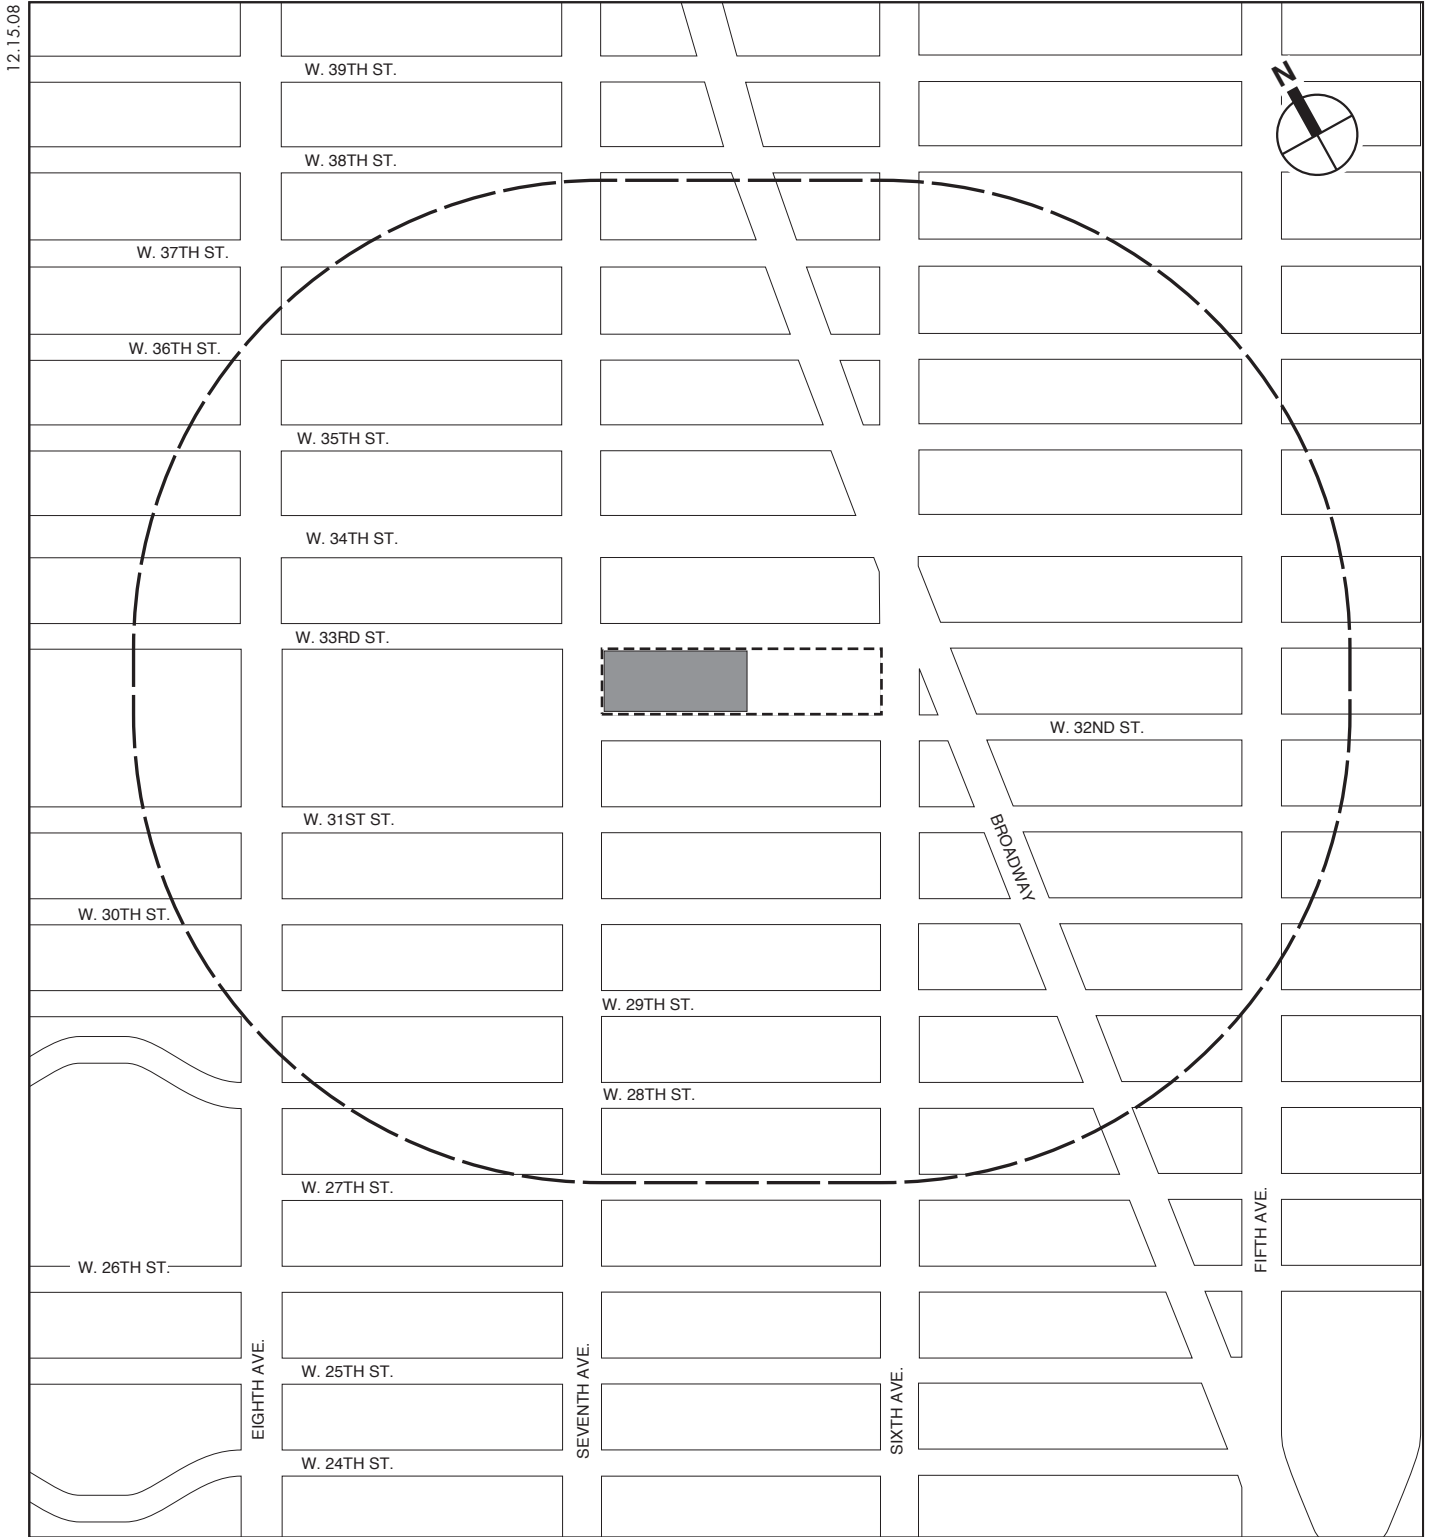 12.15.08
W. 39TH ST.
N
W. 38TH ST.
W. 37TH ST.
W. 36TH ST.
W. 35TH ST.
W. 34TH ST.
W. 33RD ST.
W. 32ND ST.
W. 31ST ST.
BROADWAY
W. 30TH ST.
W. 29TH ST.
W. 28TH ST.
W. 27TH ST.
FIFTH AVE.
W. 26TH ST.
EIGHTH AVE.
SEVENTH AVE.
SIXTH AVE.
W. 25TH ST.
W. 24TH ST.